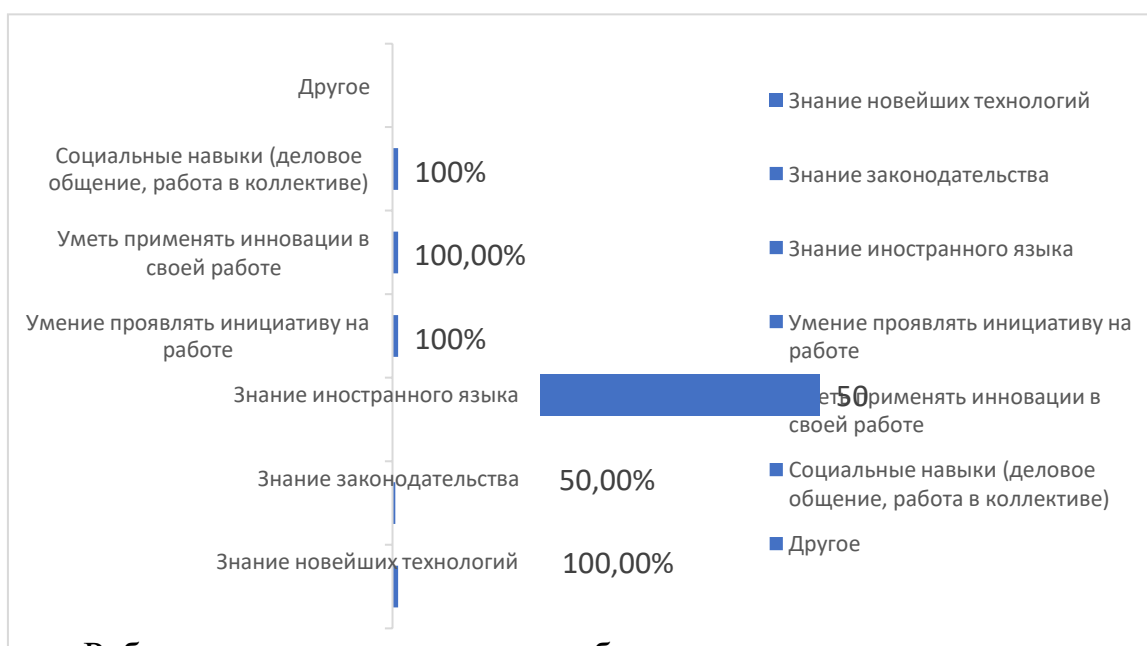 Другое
Социальные навыки (деловое
общение, работа в коллективе)
100%
Уметь применять инновации в
своей работе
100,00%
Умение проявлять инициативу на
работе
100%
Знание иностранного языка
50
Знание законодательства
50,00%
Знание новейших технологий
100,00%
Знание новейших технологий
Знание законодательства
Знание иностранного языка
Умение проявлять инициативу на
работе
применять инновации в
своей работе
Социальные навыки (деловое
общение, работа в коллективе)
Другое